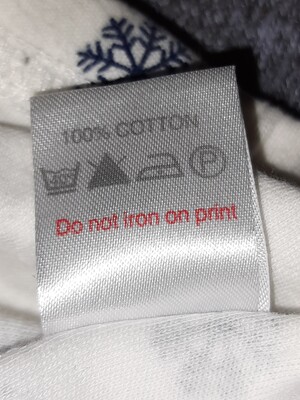 100% COTTON
P
Do not iron on print